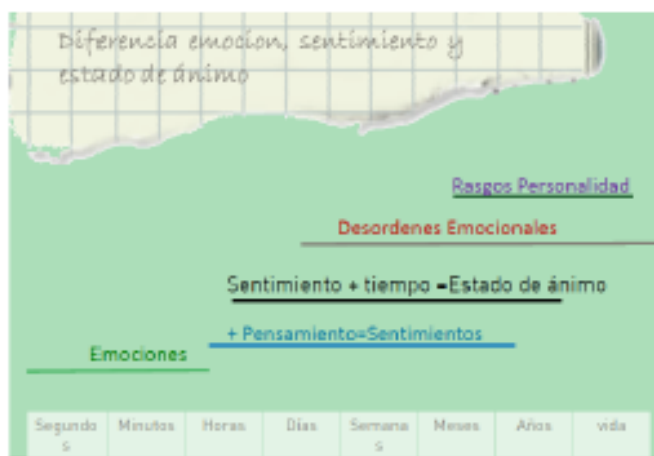 Diferencia emocion, sentimiento y
estado de ánimo
Rasgos Personalidad
Desordenes Emocionales
Sentimiento + tiempo =Estado de ánimo
+ Pensamiento=Sentimientos
Emociones
Segundo Minutos Horas Días Semana Meses Años vida
s s